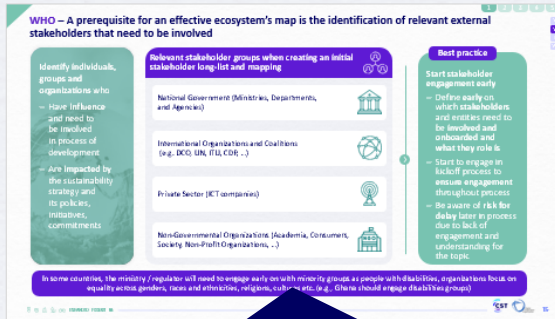 WHO – A prerequisite for an effective ecosystem's map is the identification of relevant external
stakeholders that need to be involved
Identify individuals,
groups and
organizations who
– Have influence
and need to
be involved
in process of
development
– Are impacted by
the sustainability
strategy and
its policies,
initiatives,
commitments
Relevant stakeholder groups when creating an initial
stakeholder long-list and mapping
National Government (Ministries, Departments,
and Agencies)
International Organizations and Coalitions
(e.g. DCO, UN, ITU, CDP, ...)
Private Sector (ICT companies)
Non-Governmental Organizations (Academia, Consumers,
Society, Non-Profit Organizations, ...)
Best practice
Start stakeholder
engagement early
– Define early on
which stakeholders
and entities need to
be involved and
onboarded and
what they role is
– Start to engage in
kickoff process to
ensure engagement
throughout process
– Be aware of risk for
delay later in process
due to lack of
engagement and
understanding for
the topic
In some countries, the ministry / regulator will need to engage early on with minority groups as people with disabilities, organizations focus on
equality across genders, races and ethnicities, religions, cultures etc. (e.g., Ghana should engage disabilities groups)
CST